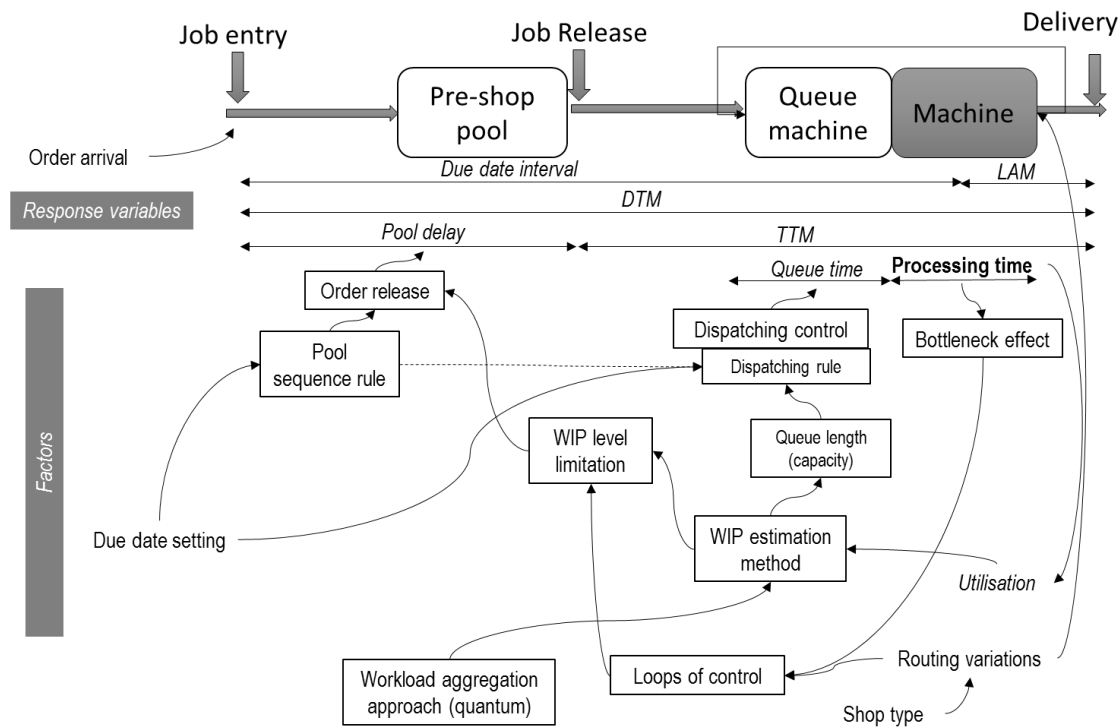 Job entry
Job Release
Delivery
Pre-shop
pool
Queue
machine
Machine
Order arrival
Due date interval
LAM
Response variables
DTM
Pool delay
TTM
Order release
Queue time
Processing time
Dispatching control
Bottleneck effect
Pool
sequence rule
Dispatching rule
WIP level
limitation
Queue length
(capacity)
Factors
Due date setting
WIP estimation
method
Utilisation
Workload aggregation
approach (quantum)
Loops of control
Routing variations
Shop type